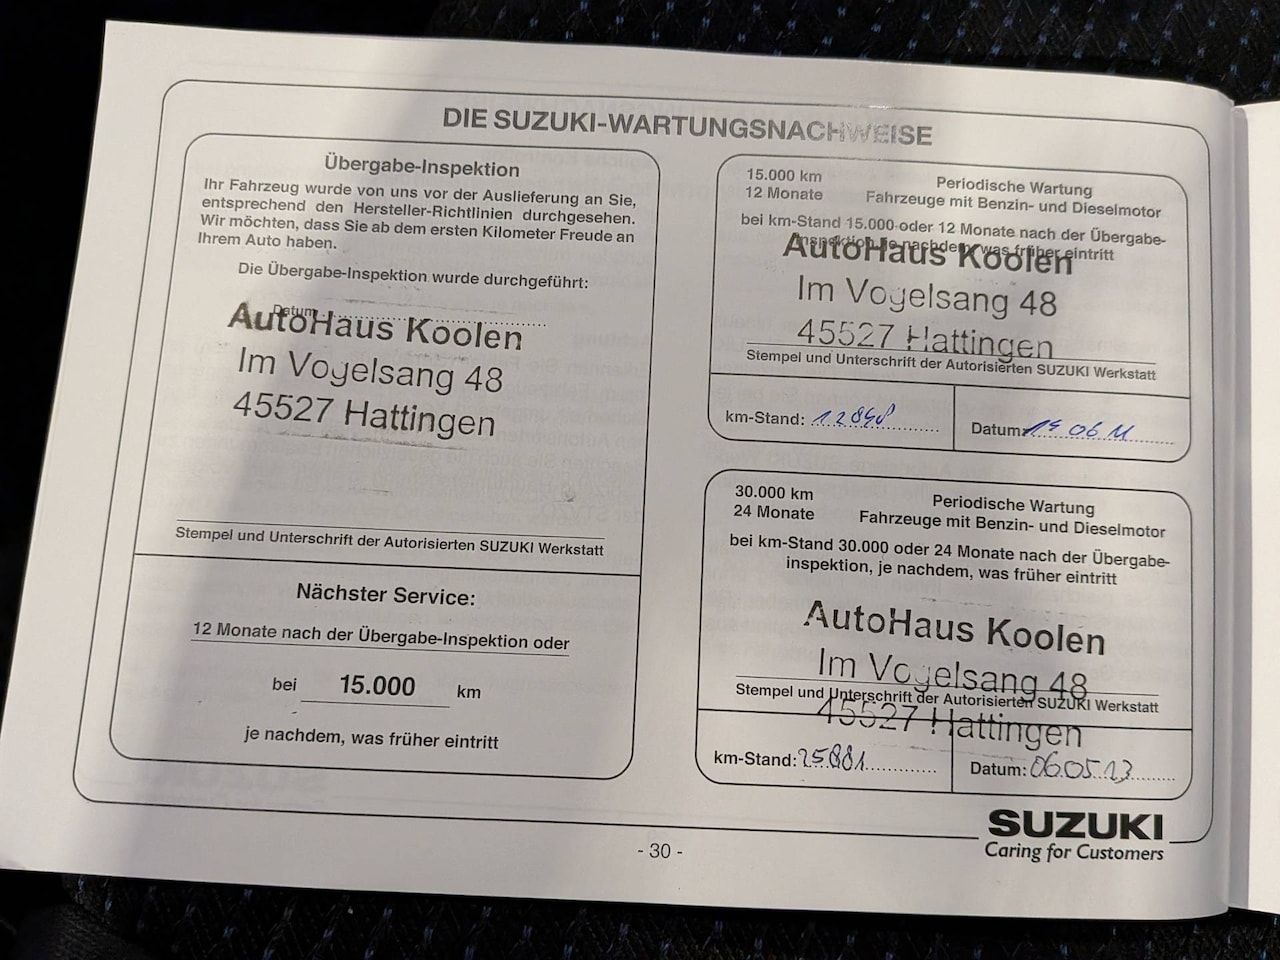 DIE SUZUKI-WARTUNGSNACHWEISE
Übergabe-Inspektion
Ihr Fahrzeug wurde von uns vor der Auslieferung an Sie,
entsprechend den Hersteller-Richtlinien durchgesehen.
Wir möchten, dass Sie ab dem ersten Kilometer Freude an
Ihrem Auto haben.
Die Übergabe-Inspektion wurde durchgeführt:
Datum
AutoHaus Koolen
Im Vogelsang 48
45527 Hattingen
Stempel und Unterschrift der Autorisierten SUZUKI Werkstatt
Nächster Service:
12 Monate nach der Übergabe-Inspektion oder
bei 15.000 km
je nachdem, was früher eintritt
15.000 km
12 Monate
Periodische Wartung
Fahrzeuge mit Benzin- und Dieselmotor
bei km-Stand 15.000 oder 12 Monate nach der Übergabe-
inspektion, je nachdem, was früher eintritt
AutoHaus Koolen
Im Vogelsang 48
45527 Hattingen
Stempel und Unterschrift der Autorisierten SUZUKI Werkstatt
km-Stand: 12848
Datum: 06 11
30.000 km
24 Monate
Periodische Wartung
Fahrzeuge mit Benzin- und Dieselmotor
bei km-Stand 30.000 oder 24 Monate nach der Übergabe-
inspektion, je nachdem, was früher eintritt
AutoHaus Koolen
Im Vogelsang 48
Stempel und Unterschrift der Autorisierten SUZUKI Werkstatt
45527 Hattingen
km-Stand: 25881
Datum: 06.05.13
SUZUKI
Caring for Customers
- 30 -